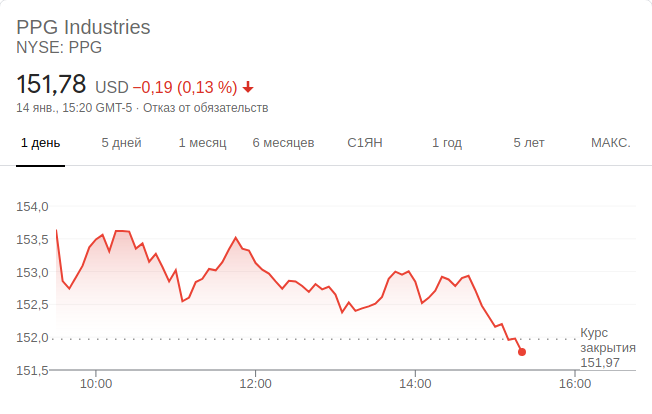 PPG Industries
NYSE: PPG
151,78 USD −0,19 (0,13 %)
14 янв., 15:20 GMT-5 · Отказ от обязательств
1 день 5 дней 1 месяц 6 месяцев С1ЯН 1 год 5 лет МАКС.
154,0
153,5
153,0
152,5
152,0
151,5
Курс
закрытия
151,97
10:00 12:00 14:00 16:00